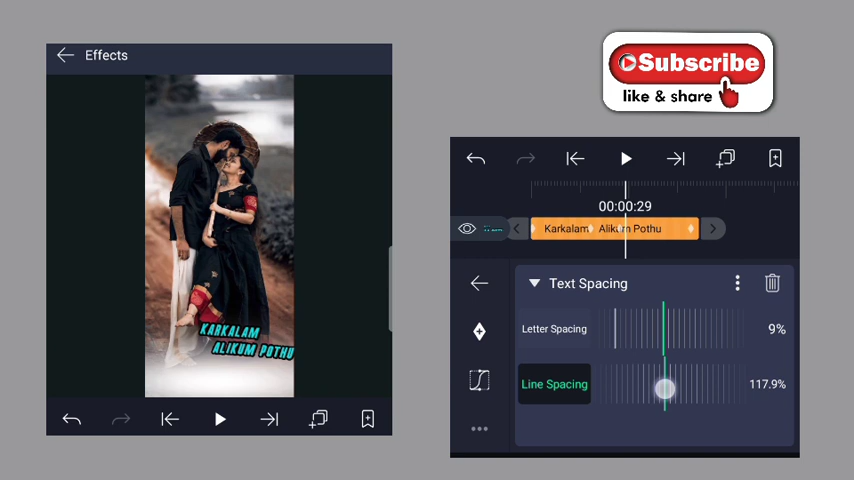 Effects
Subscribe
like & share
00:00:29
Karkalam Alikum Pothu
Text Spacing
Letter Spacing 9%
Line Spacing 117.9%
KARKALAM
ALIKUM POTHU